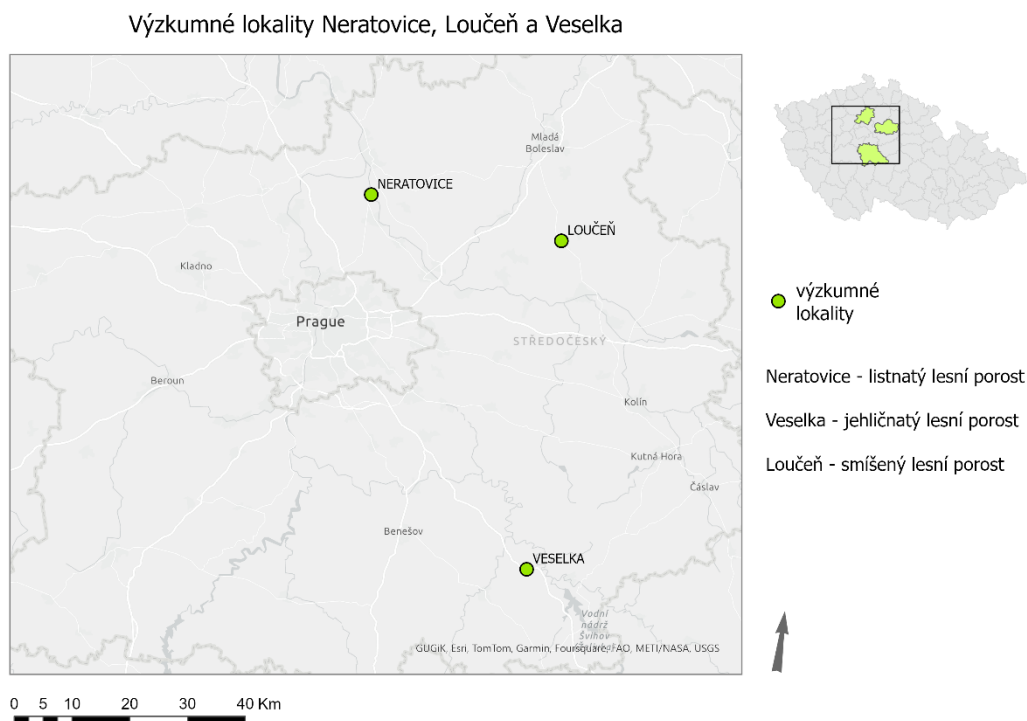 Výzkumné lokality Neratovice, Loučeň a Veselka
Mladá
Boleslav
NERATOVICE
LOUČEŇ
Kladno
Prague
STŘEDOČESKÝ
Beroun
Kolín
Kutná Hora
Čáslav
Benešov
VESELKA
Vodní
nádrž
Švihov
GUGiK, Esri, TomTom, Garmin, Foursquare, FAO, METI/NASA, USGS
výzkumné
lokality
Neratovice - listnatý lesní porost
Veselka - jehličnatý lesní porost
Loučeň - smíšený lesní porost
0 5 10 20 30 40 Km